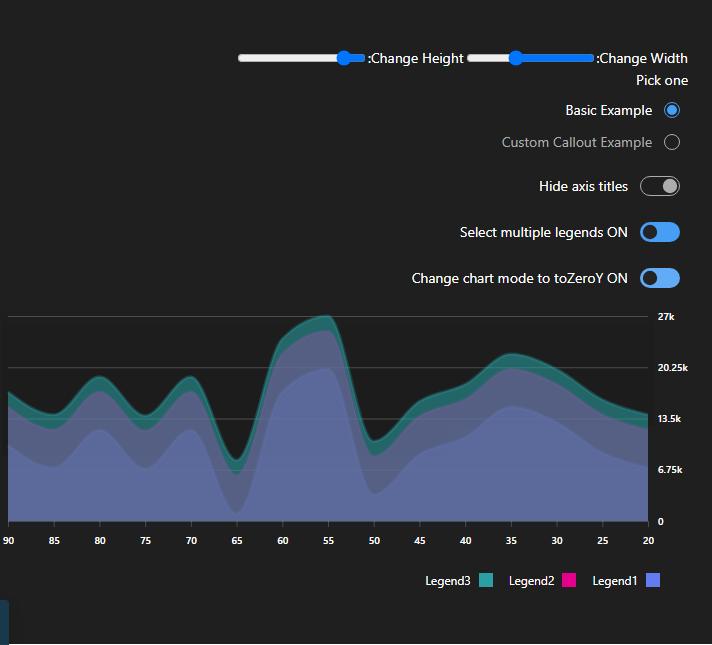 :Change Height :Change Width
Pick one
Basic Example
Custom Callout Example
Hide axis titles
Select multiple legends ON
Change chart mode to toZeroY ON
27k
20.25k
13.5k
6.75k
0
90 85 80 75 70 65 60 55 50 45 40 35 30 25 20
Legend3 Legend2 Legend1